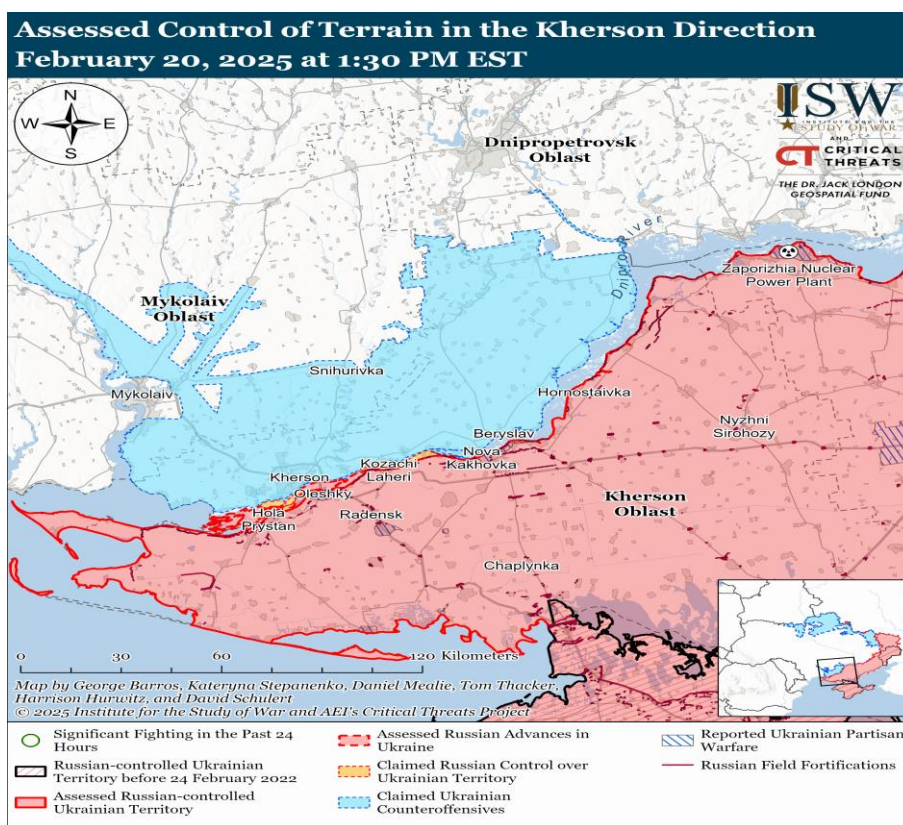 Assessed Control of Terrain in the Kherson Direction
February 20, 2025 at 1:30 PM EST
N
W E
S
ISW
INSTITUTE FOR THE
STUDY OF WAR
AND
CT CRITICAL
THREATS
THE DR. JACK LONDON
GEOSPATIAL FUND
Dnipropetrovsk
Oblast
Dnipro River
Zaporizhia Nuclear
Power Plant
Mykolaiv
Oblast
Snihurivka
Mykolaiv
Hornostaivka
Beryslav
Nyzhni
Sirohozy
Nova
Kakhovka
Kherson
Kozachi
Laheri
Oleshky
Hola
Prystan
Radensk
Kherson
Oblast
Chaplynka
0 30 60 120 Kilometers
Map by George Barros, Kateryna Stepanenko, Daniel Mealie, Tom Thacker,
Harrison Hurwitz, and David Schulert
© 2025 Institute for the Study of War and AEI's Critical Threats Project
Significant Fighting in the Past 24
Hours
Russian-controlled Ukrainian
Territory before 24 February 2022
Assessed Russian-controlled
Ukrainian Territory
Assessed Russian Advances in
Ukraine
Claimed Russian Control over
Ukrainian Territory
Claimed Ukrainian
Counteroffensives
Reported Ukrainian Partisan
Warfare
Russian Field Fortifications